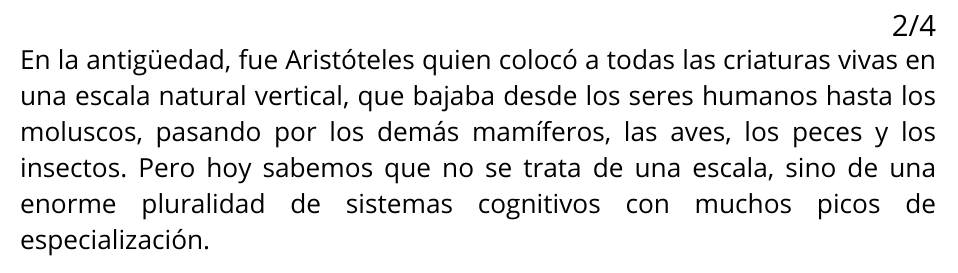 2/4
En la antigüedad, fue Aristóteles quien colocó a todas las criaturas vivas en
una escala natural vertical, que bajaba desde los seres humanos hasta los
moluscos, pasando por los demás mamíferos, las aves, los peces y los
insectos. Pero hoy sabemos que no se trata de una escala, sino de una
enorme pluralidad de sistemas cognitivos con muchos picos de
especialización.